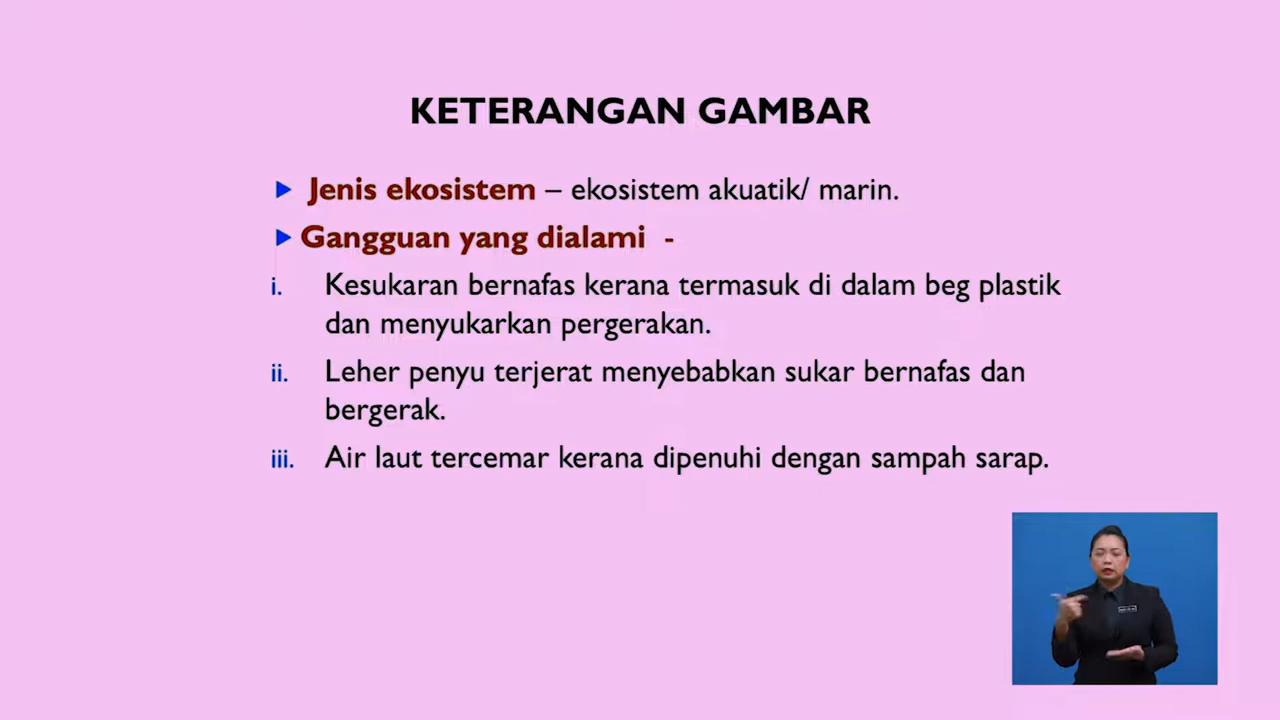 KETERANGAN GAMBAR
Jenis ekosistem – ekosistem akuatik/ marin.
Gangguan yang dialami -
i. Kesukaran bernafas kerana termasuk di dalam beg plastik
dan menyukarkan pergerakan.
ii. Leher penyu terjerat menyebabkan sukar bernafas dan
bergerak.
iii. Air laut tercemar kerana dipenuhi dengan sampah sarap.